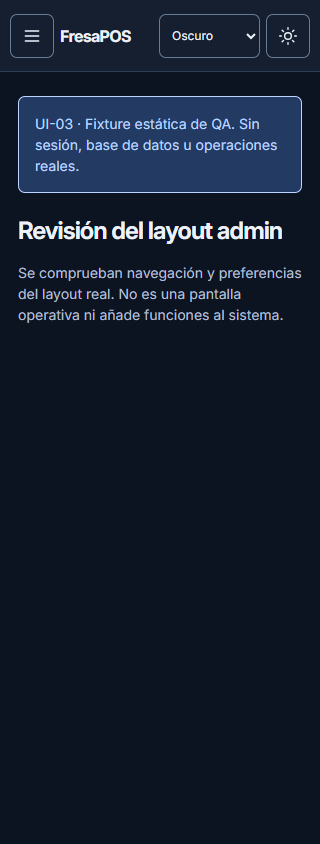 FresaPOS
Oscuro
UI-03 · Fixture estática de QA. Sin
sesión, base de datos u operaciones
reales.
Revisión del layout admin
Se comprueban navegación y preferencias
del layout real. No es una pantalla
operativa ni añade funciones al sistema.